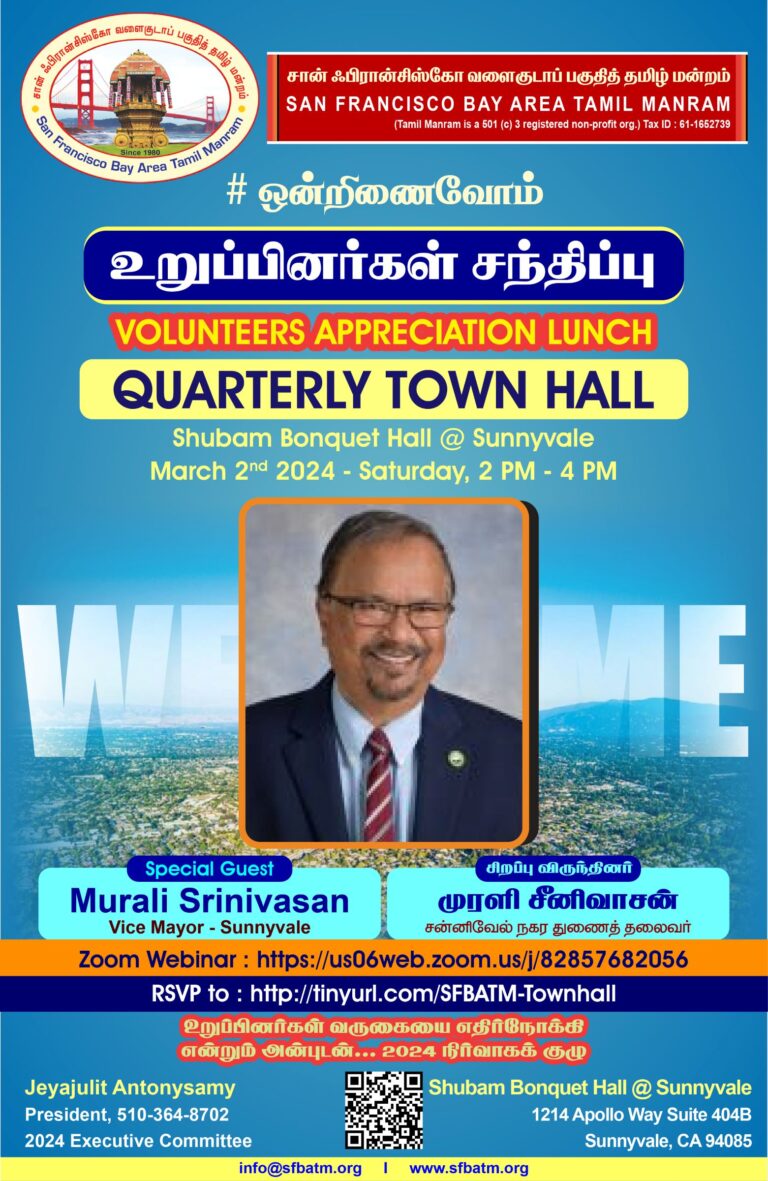 சான் ஃபிரான்சிஸ்கோ வளைகுடாப் பகுதித் தமிழ் மன்றம்
Since 1980
San Francisco Bay Area Tamil Manram
சான் ஃபிரான்சிஸ்கோ வளைகுடாப் பகுதித் தமிழ் மன்றம்
SAN FRANCISCO BAY AREA TAMIL MANRAM
(Tamil Manram is a 501 (c) 3 registered non-profit org.) Tax ID : 61-1652739
# ஒன்றிணைவோம்
உறுப்பினர்கள் சந்திப்பு
VOLUNTEERS APPRECIATION LUNCH
QUARTERLY TOWN HALL
Shubam Bonquet Hall @ Sunnyvale
March 2nd 2024 - Saturday, 2 PM - 4 PM
WE ME
Special Guest
Murali Srinivasan
Vice Mayor - Sunnyvale
சிறப்பு விருந்தினர்
முரளி சீனிவாசன்
சன்னிவேல் நகர துணைத் தலைவர்
Zoom Webinar : https://us06web.zoom.us/j/82857682056
RSVP to : http://tinyurl.com/SFBATM-Townhall
உறுப்பினர்கள் வருகையை எதிர்நோக்கி
என்றும் அன்புடன்... 2024 நிர்வாகக் குழு
Jeyajulit Antonysamy
President, 510-364-8702
2024 Executive Committee
Shubam Bonquet Hall @ Sunnyvale
1214 Apollo Way Suite 404B
Sunnyvale, CA 94085
info@sfbatm.org I www.sfbatm.org